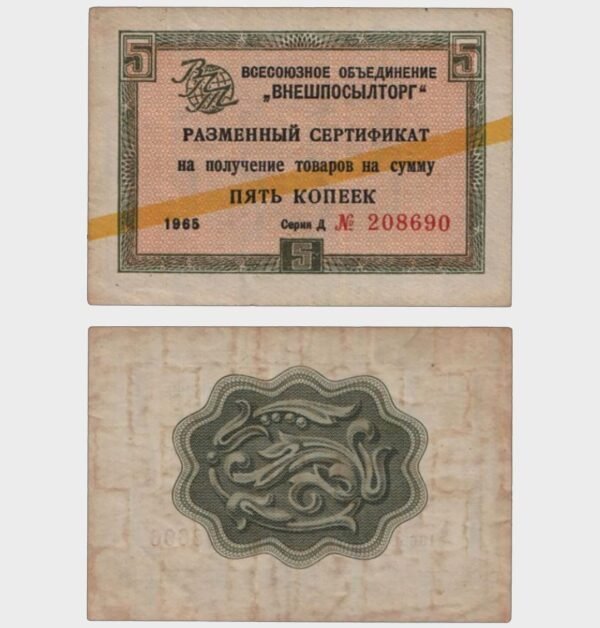 5 5
ВПТ
ВСЕСОЮЗНОЕ ОБЪЕДИНЕНИЕ
„ВНЕШПОСЫЛТОРГ“
РАЗМЕННЫЙ СЕРТИФИКАТ
на получение товаров на сумму
ПЯТЬ КОПЕЕК
1965 Серия Д № 208690
5